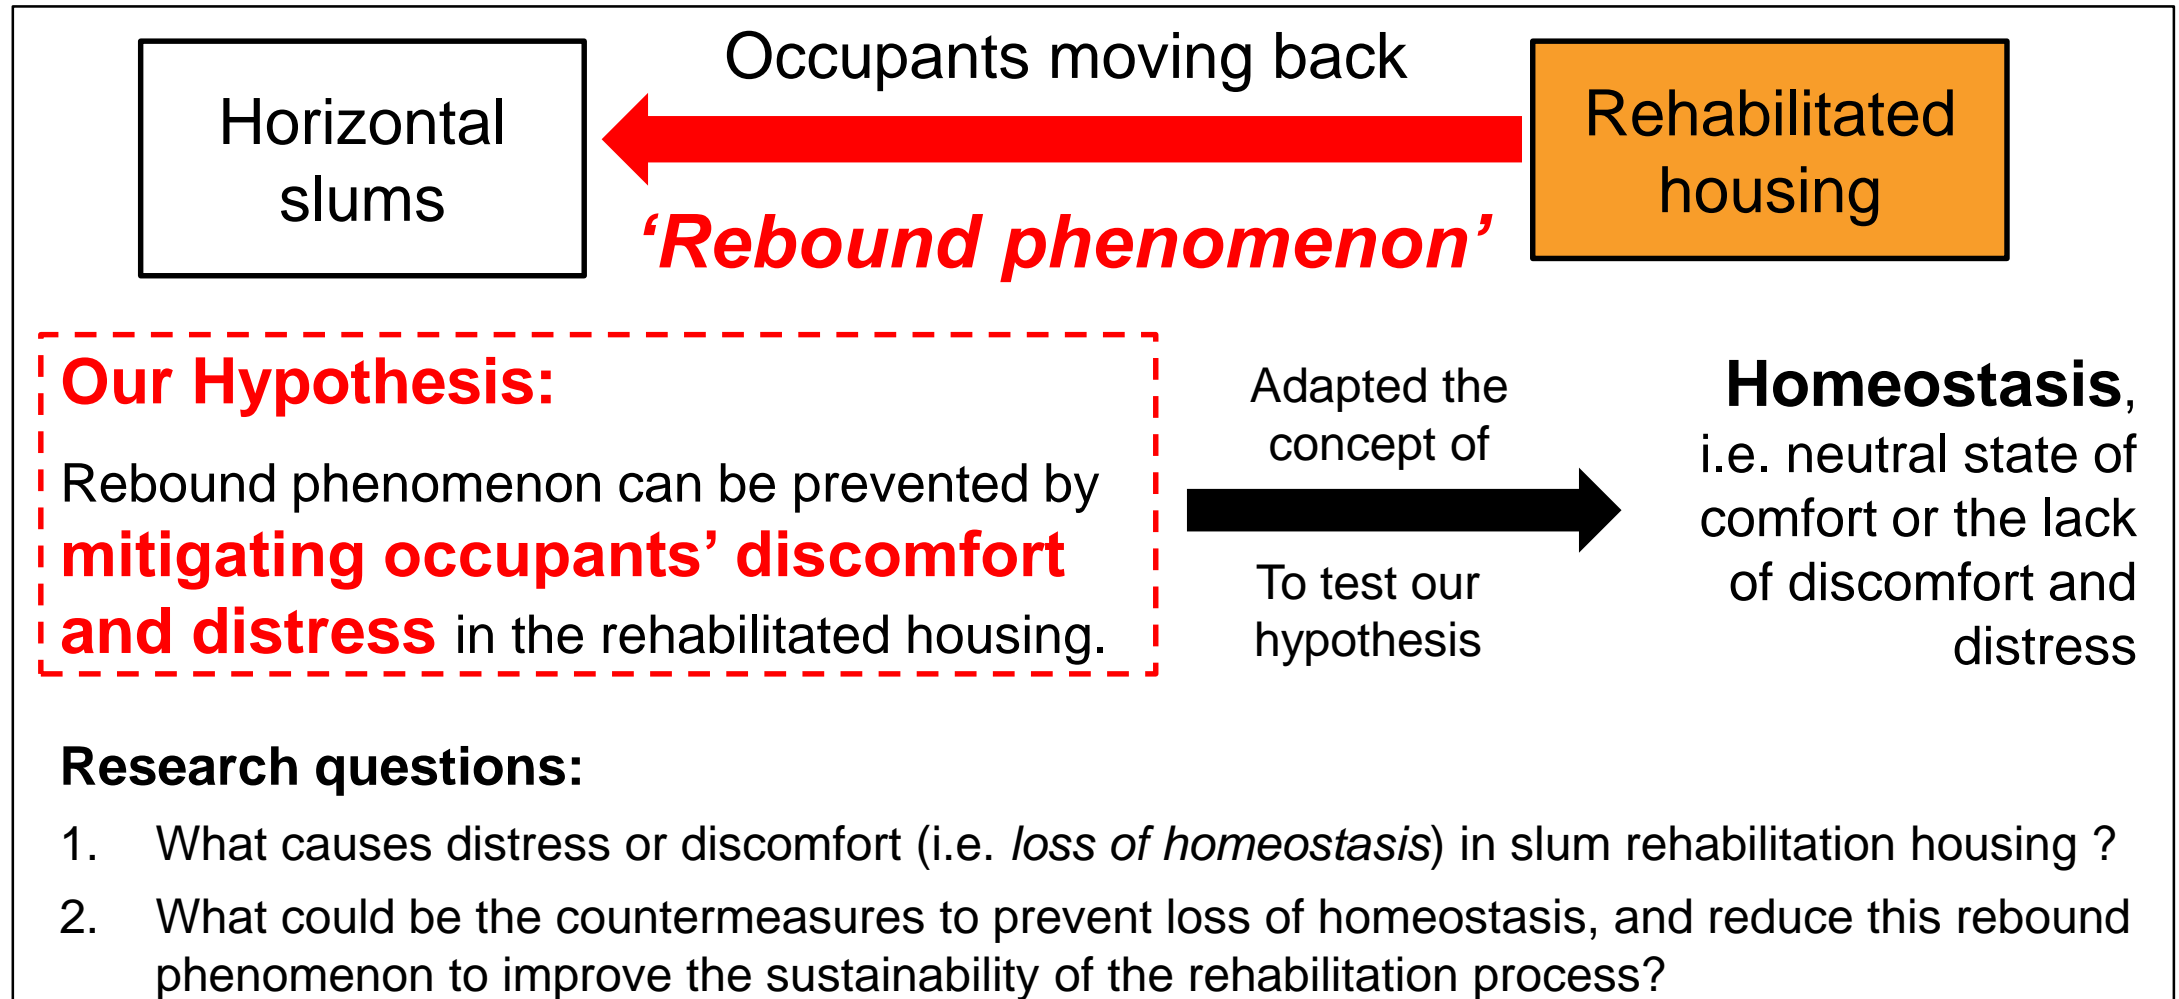 Horizontal
slums
Occupants moving back
‘Rebound phenomenon’
Rehabilitated
housing
Our Hypothesis:
Rebound phenomenon can be prevented by
mitigating occupants’ discomfort
and distress in the rehabilitated housing.
Adapted the
concept of
To test our
hypothesis
Homeostasis,
i.e. neutral state of
comfort or the lack
of discomfort and
distress
Research questions:
1. What causes distress or discomfort (i.e. loss of homeostasis) in slum rehabilitation housing ?
2. What could be the countermeasures to prevent loss of homeostasis, and reduce this rebound
phenomenon to improve the sustainability of the rehabilitation process?